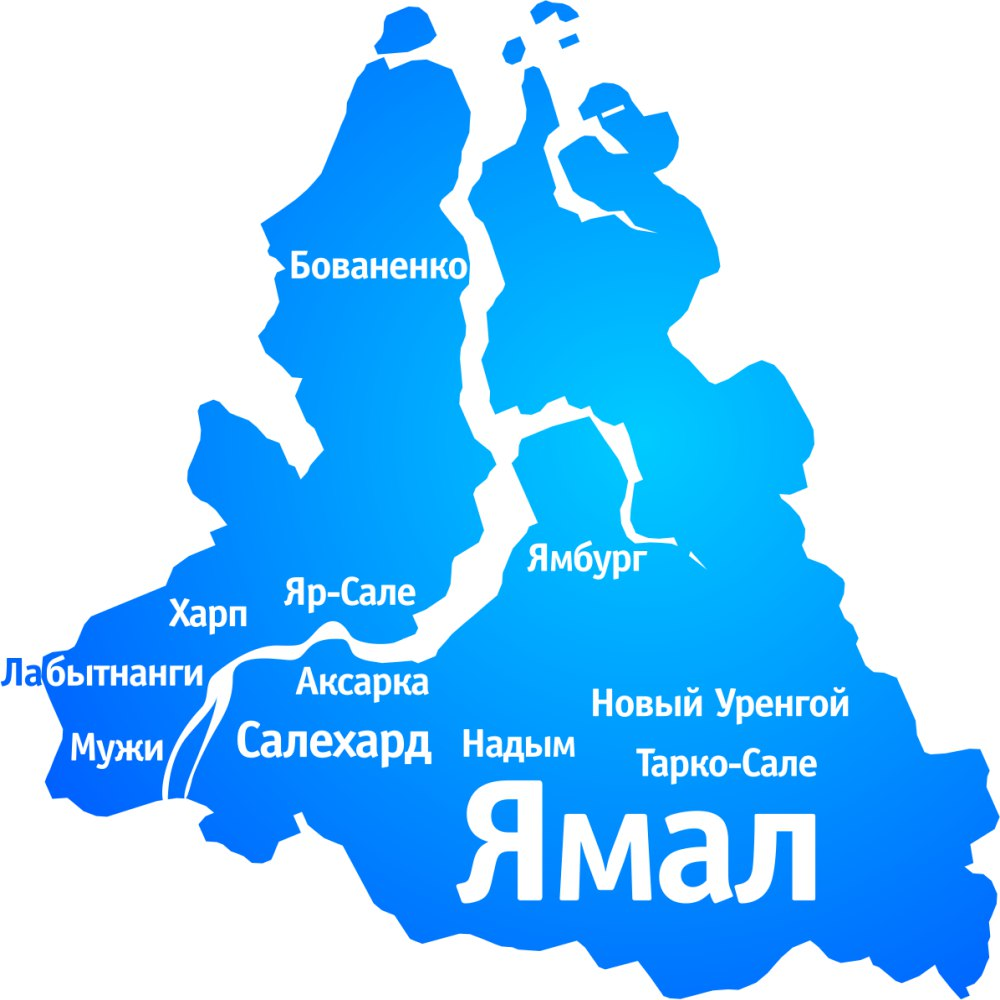 Бованенко
Ямбург
Яр-Сале
Харп
Лабытнанги
Аксарка
Новый Уренгой
Мужи
Салехард
Надым
Тарко-Сале
Ямал